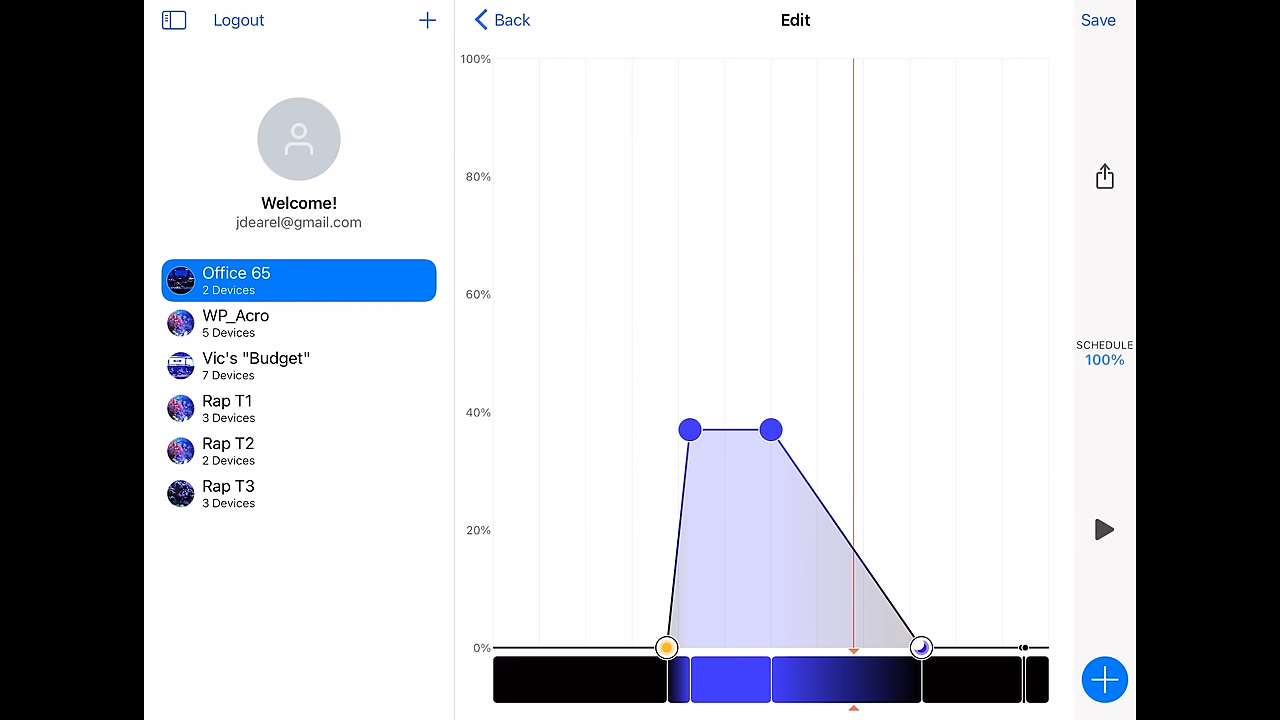 Logout
Welcome!
jdearel@gmail.com
Office 65
2 Devices
WP_Acro
5 Devices
Vic's "Budget"
7 Devices
Rap T1
3 Devices
Rap T2
2 Devices
Rap T3
3 Devices
Back
Edit
Save
100%
80%
60%
40%
20%
0%
SCHEDULE
100%